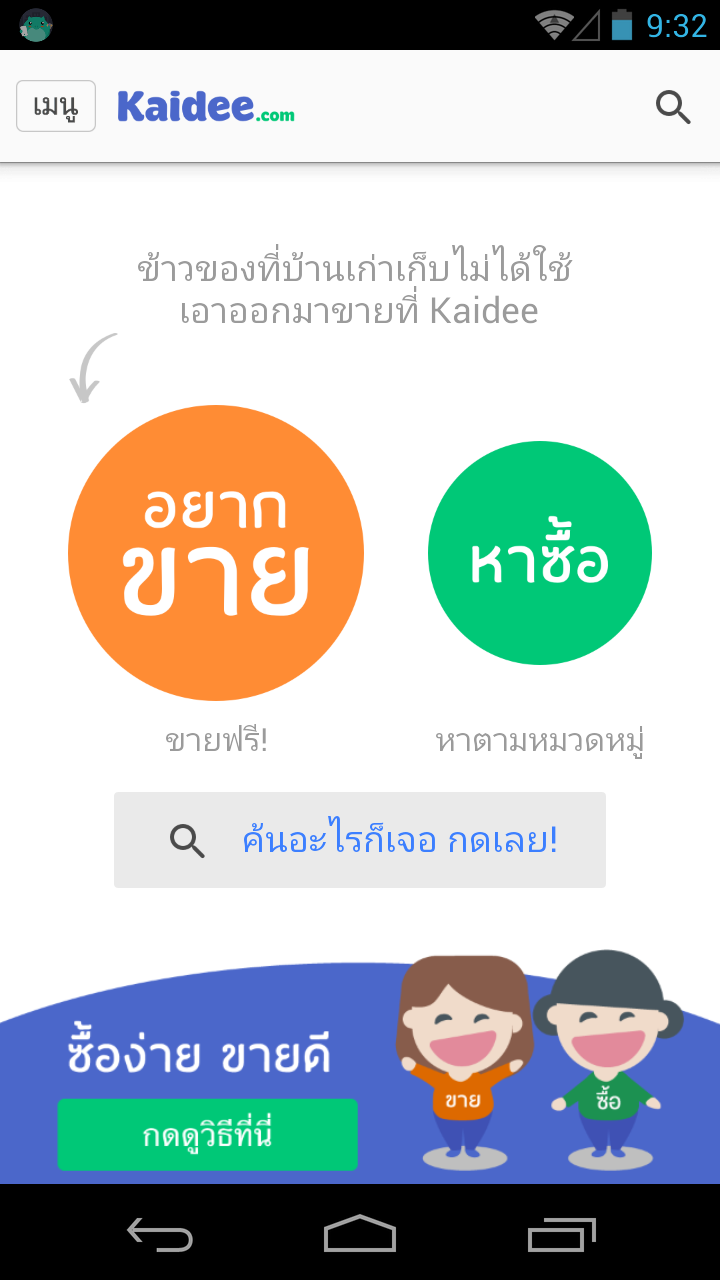 9:32
เมนู
Kaidee.com
ข้าวของที่บ้านเก่าเก็บไม่ได้ใช้
เอาออกมาขายที่ Kaidee
อยาก
ขาย
หาซื้อ
ขายฟรี!
หาตามหมวดหมู่
ค้นอะไรก็เจอ กดเลย!
ซื้อง่าย ขายดี
กดดูวิธีที่นี่
ขาย
ซื้อ